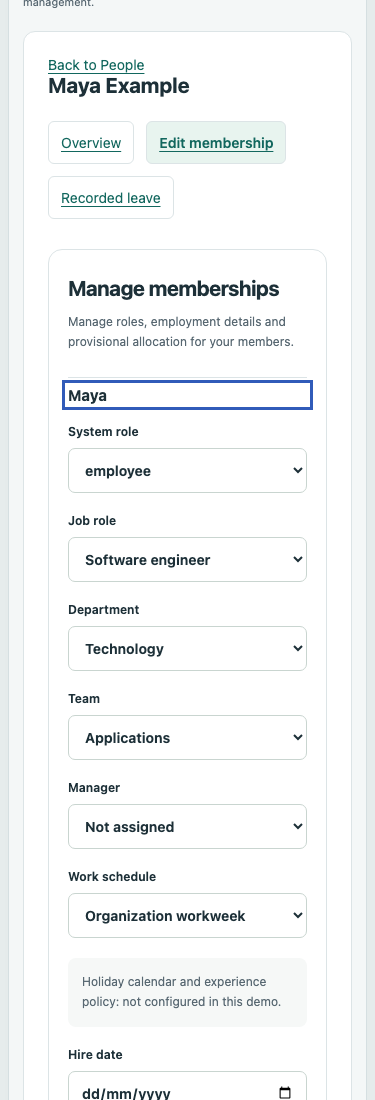 management.
Back to People
Maya Example
Overview
Edit membership
Recorded leave
Manage memberships
Manage roles, employment details and
provisional allocation for your members.
Maya
System role
employee
Job role
Software engineer
Department
Technology
Team
Applications
Manager
Not assigned
Work schedule
Organization workweek
Holiday calendar and experience
policy: not configured in this demo.
Hire date
dd/mm/yyyy